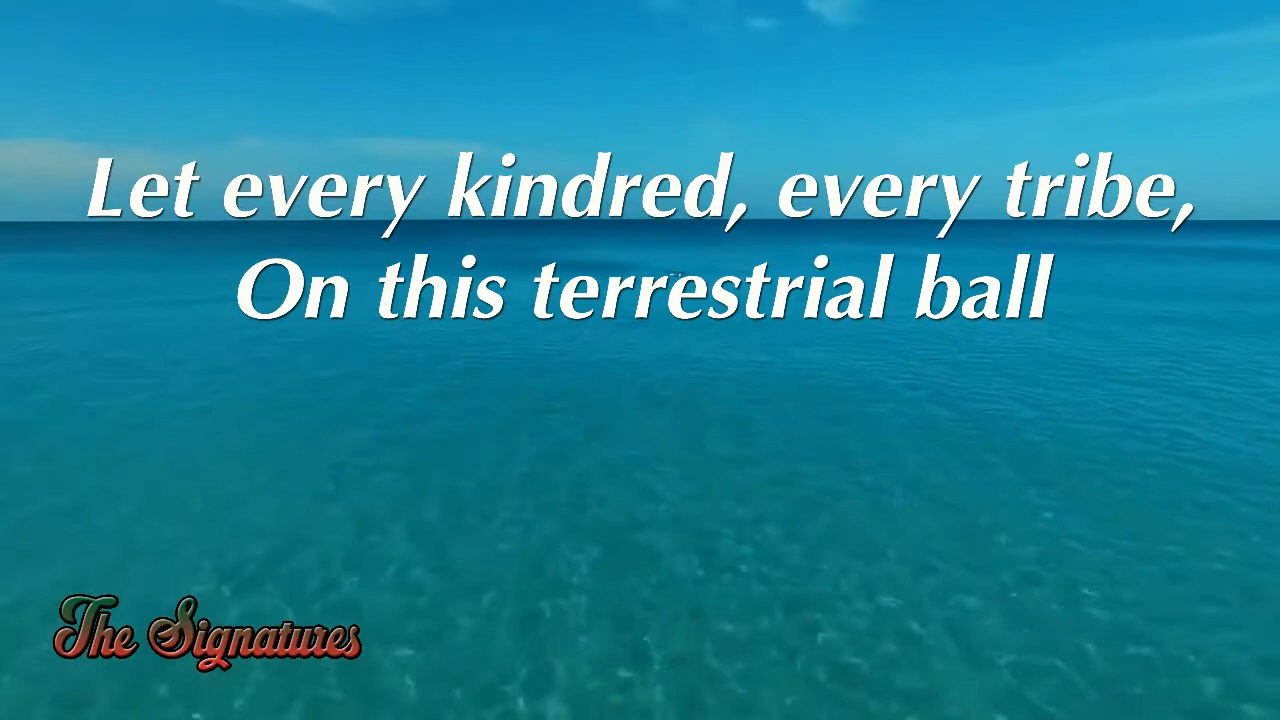 Let every kindred, every tribe,
On this terrestrial ball
The Signatures